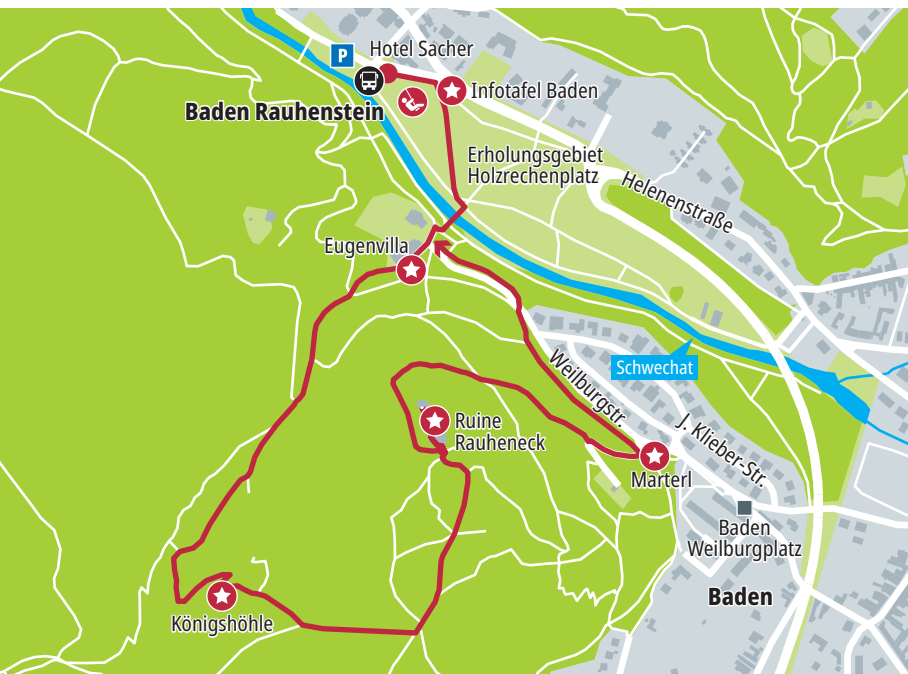 P
Hotel Sacher
Infotafel Baden
Baden Rauhenstein
Erholungsgebiet
Holzrechenplatz
Helenenstraße
Eugenvilla
Schwechat
Weilburgstr.
J. Klieber-Str.
Ruine
Rauheneck
Marterl
Baden
Weilburgplatz
Baden
Königshöhle